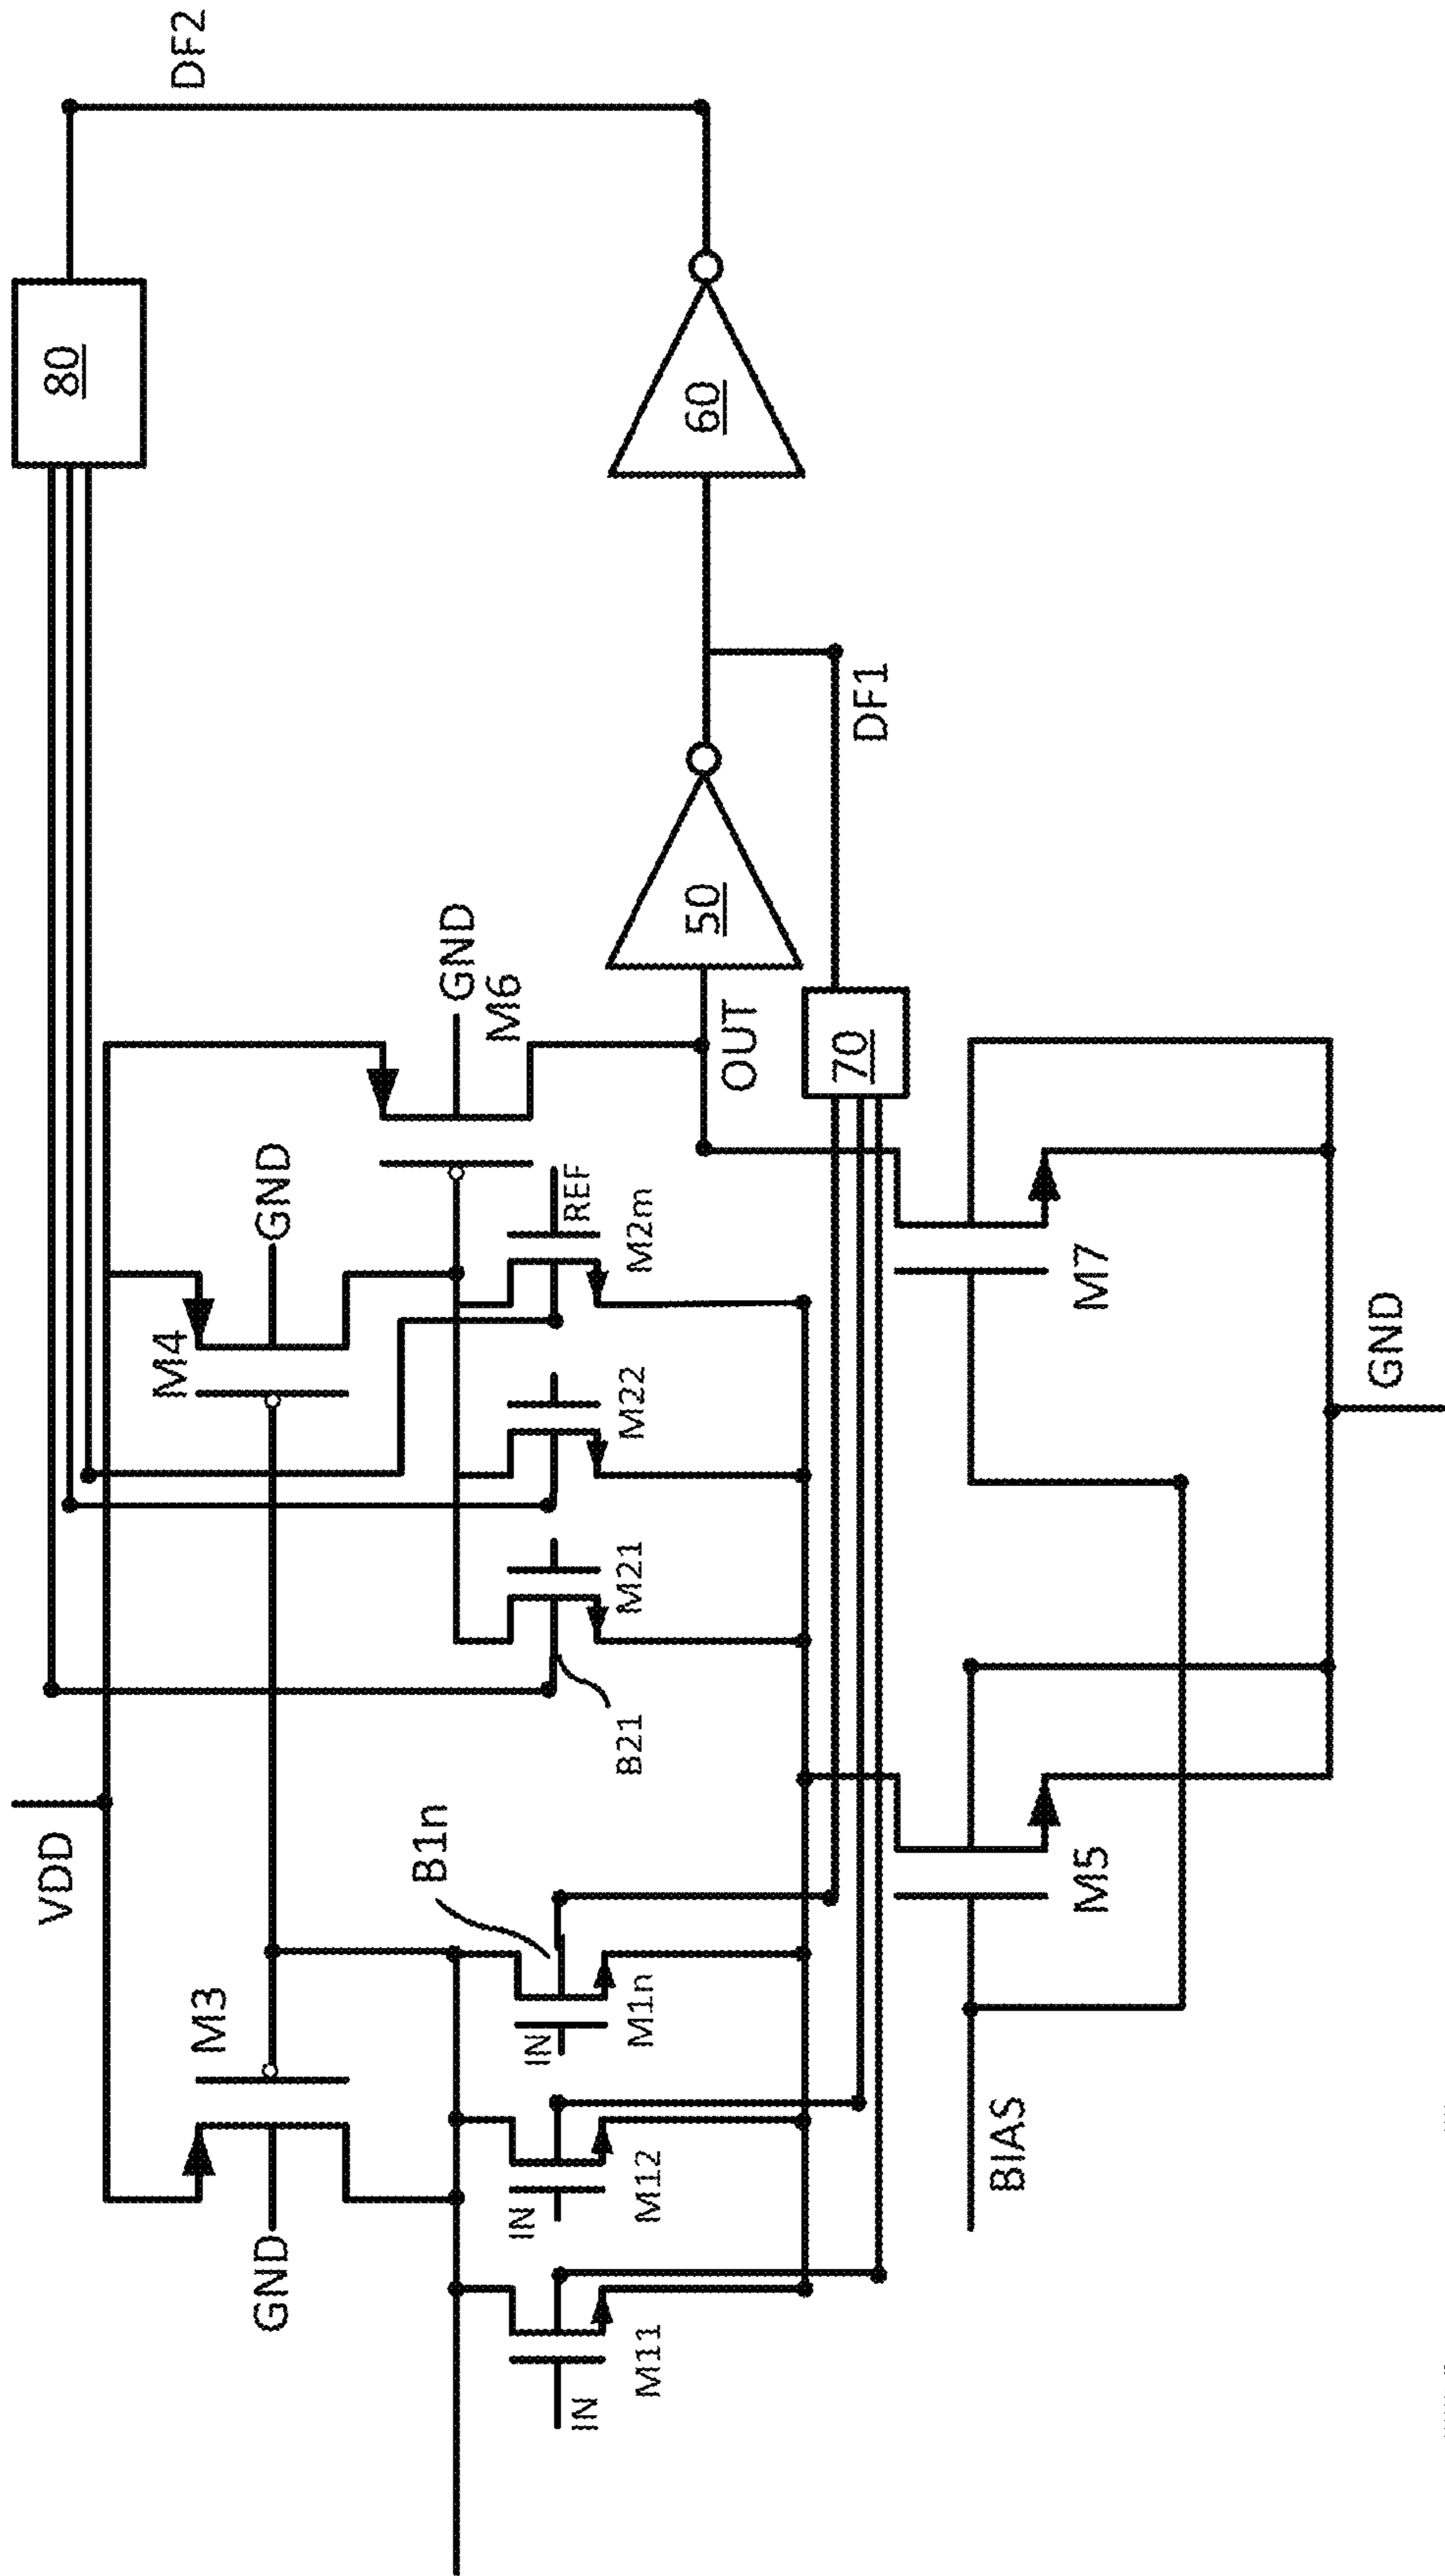 DF2
80
VDD
M3
M4
GND
GND
GND
M6
60
50
DF1
OUT
70
B1n
B21
IN
M11
IN
M12
IN
M1n
M21
M22
REF
M2m
BIAS
M5
M7
GND